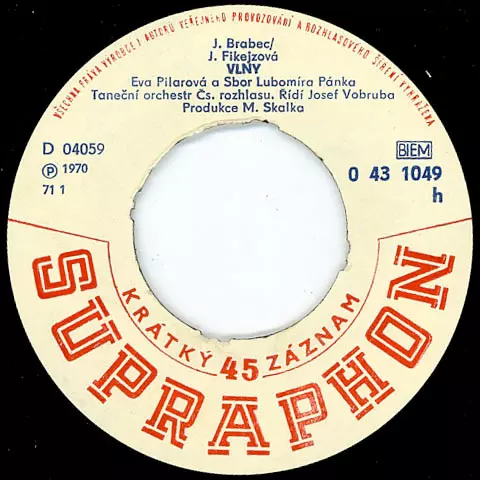 VŠECHNA PRÁVA VÝROBCE I AUTORŮ VEŘEJNÉHO PROVOZOVÁNÍ A ROZHLASOVÉHO ŠÍŘENÍ VYHRAŽENA
J. Brabec/
J. Fikejzová
VLNY
Eva Pilarová a Sbor Lubomíra Pánka
Taneční orchestr Čs. rozhlasu. Řídí Josef Vobruba
Produkce M. Skalka
D 04059
Ⓟ 1970
71 1
BIEM
0 43 1049
h
KRÁTKÝ 45 ZÁZNAM
SUPRAPHON